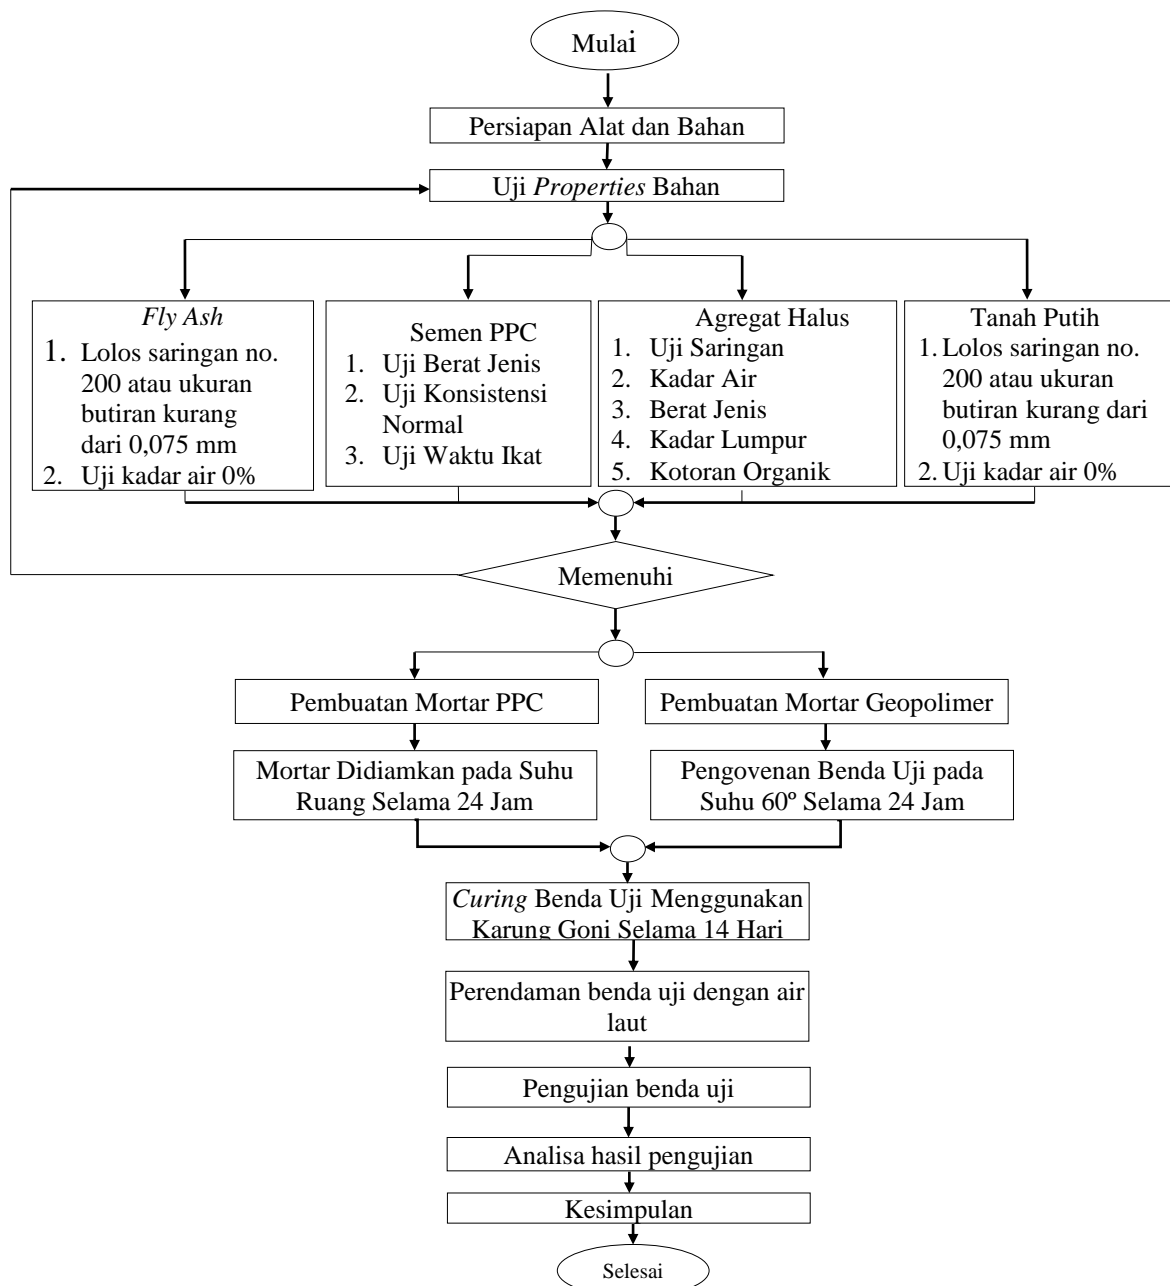 Mulai
Persiapan Alat dan Bahan
Uji Properties Bahan
Fly Ash
1. Lolos saringan no.
200 atau ukuran
butiran kurang
dari 0,075 mm
2. Uji kadar air 0%
Semen PPC
1. Uji Berat Jenis
2. Uji Konsistensi
Normal
3. Uji Waktu Ikat
Agregat Halus
1. Uji Saringan
2. Kadar Air
3. Berat Jenis
4. Kadar Lumpur
5. Kotoran Organik
Tanah Putih
1. Lolos saringan no.
200 atau ukuran
butiran kurang dari
0,075 mm
2. Uji kadar air 0%
Memenuhi
Pembuatan Mortar PPC
Pembuatan Mortar Geopolimer
Mortar Didiamkan pada Suhu
Ruang Selama 24 Jam
Pengovenan Benda Uji pada
Suhu 60º Selama 24 Jam
Curing Benda Uji Menggunakan
Karung Goni Selama 14 Hari
Perendaman benda uji dengan air
laut
Pengujian benda uji
Analisa hasil pengujian
Kesimpulan
Selesai